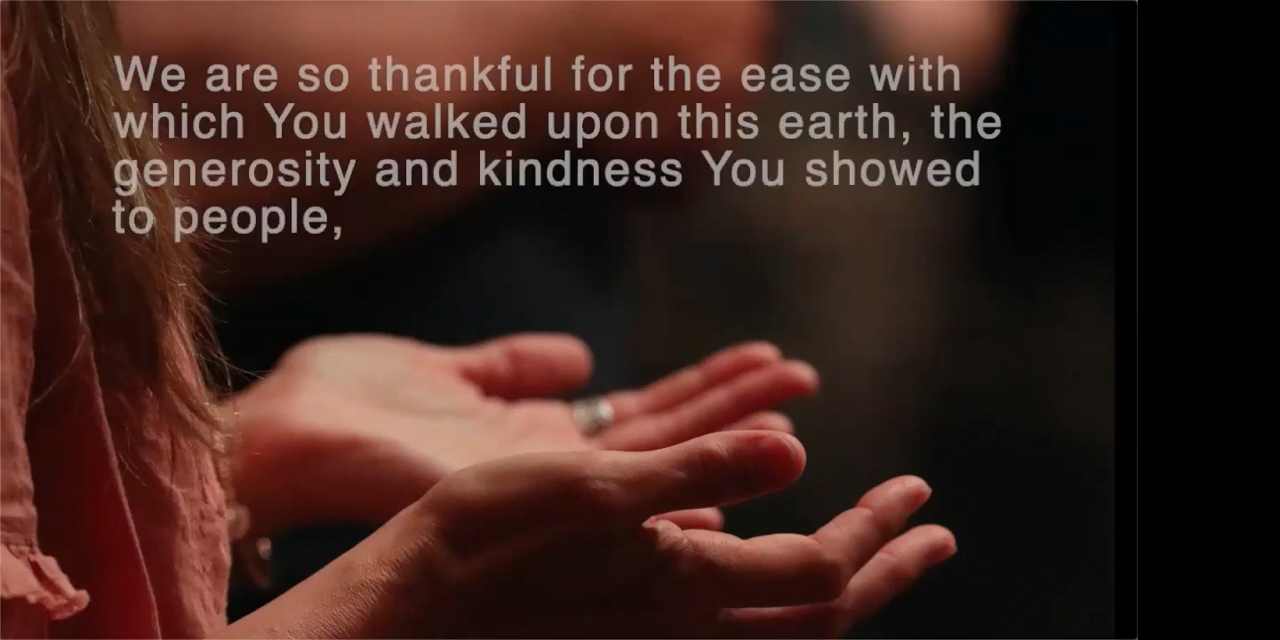 We are so thankful for the ease with
which You walked upon this earth, the
generosity and kindness You showed
to people,